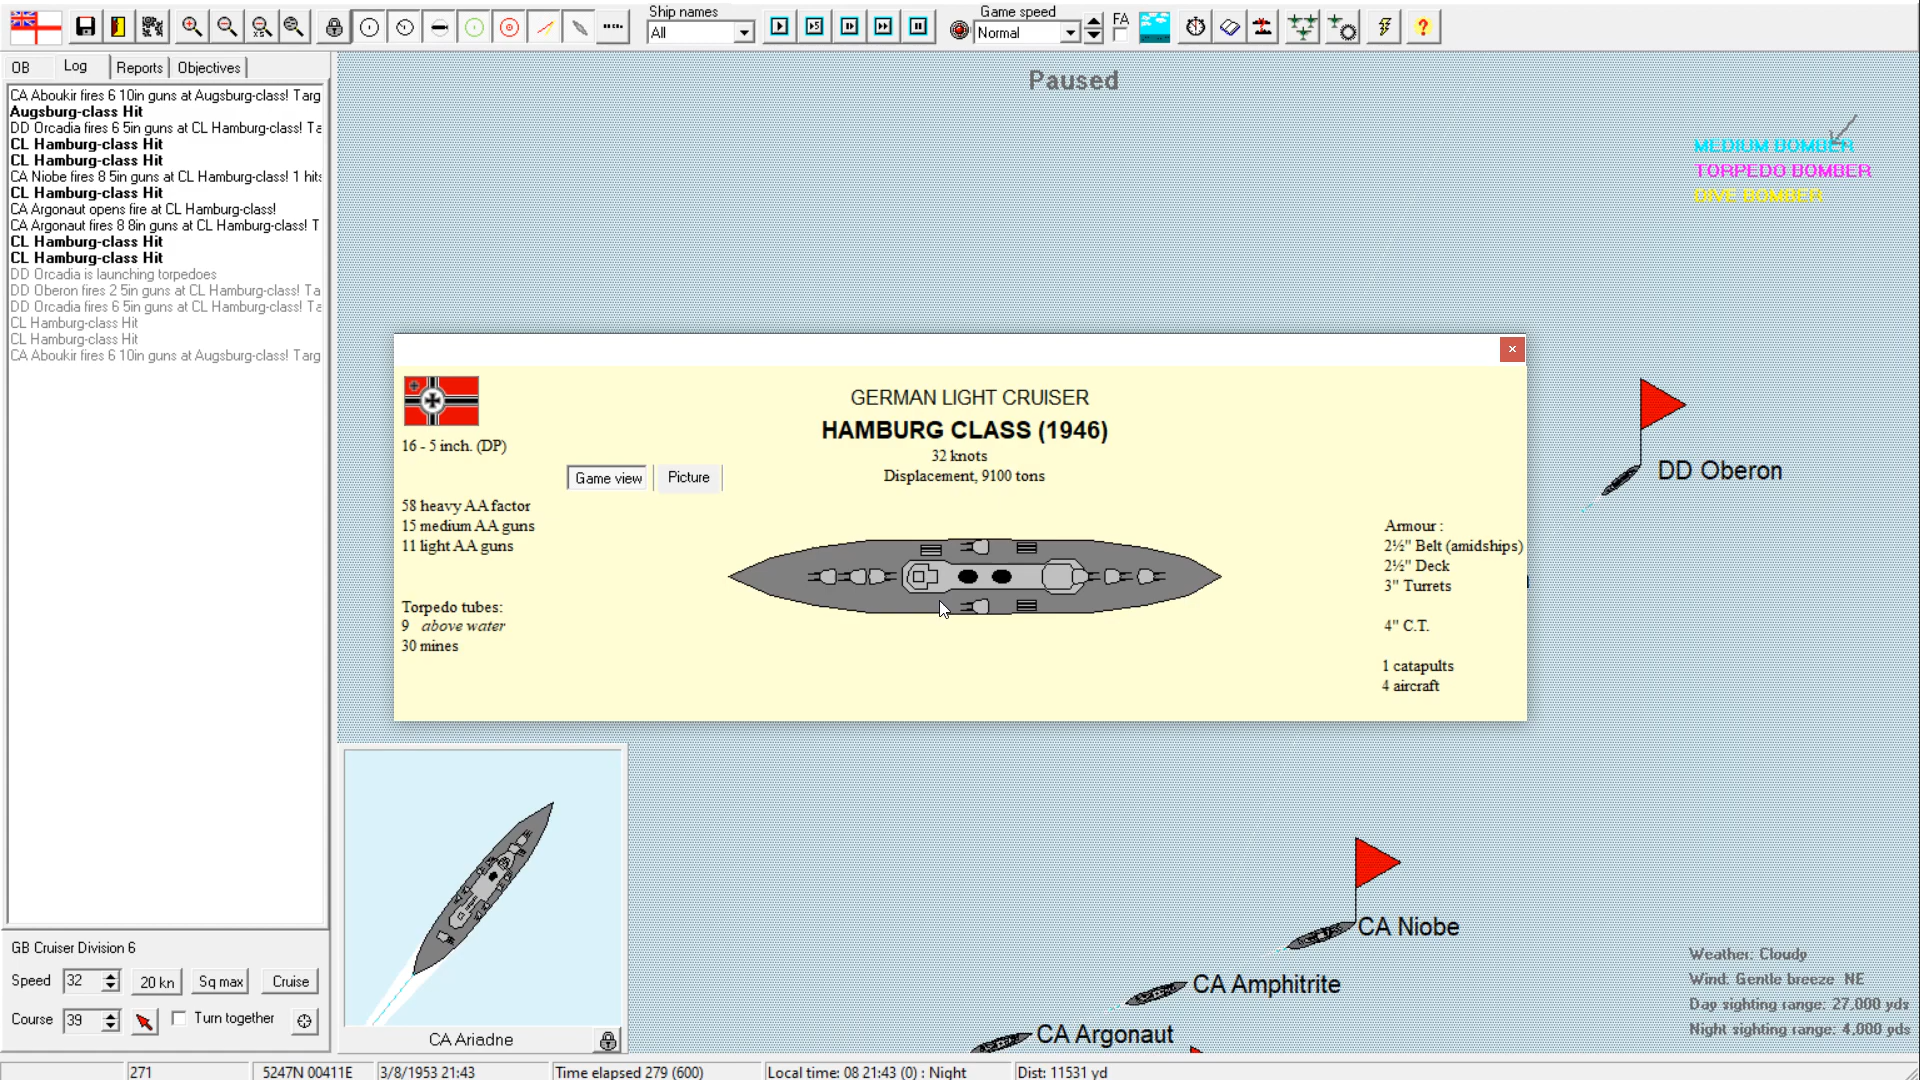 Ship names
All
Game speed
Normal
FA
OB
Log
Reports
Objectives
CA Aboukir fires 6 10in guns at Augsburg-class! Targ
Augsburg-class Hit
DD Orcadia fires 6 5in guns at CL Hamburg-class! Ta
CL Hamburg-class Hit
CL Hamburg-class Hit
CA Niobe fires 8 5in guns at CL Hamburg-class! 1 hits
CL Hamburg-class Hit
CA Argonaut opens fire at CL Hamburg-class!
CA Argonaut fires 8 8in guns at CL Hamburg-class! T
CL Hamburg-class Hit
CL Hamburg-class Hit
DD Orcadia is launching torpedoes
DD Oberon fires 2 5in guns at CL Hamburg-class! Ta
DD Orcadia fires 6 5in guns at CL Hamburg-class! Ta
CL Hamburg-class Hit
CL Hamburg-class Hit
CA Aboukir fires 6 10in guns at Augsburg-class! Targ
Paused
MEDIUM BOMBER
TORPEDO BOMBER
DIVE BOMBER
GERMAN LIGHT CRUISER
HAMBURG CLASS (1946)
32 knots
Displacement, 9100 tons
16 - 5 inch. (DP)
Game view
Picture
58 heavy AA factor
15 medium AA guns
11 light AA guns
Torpedo tubes:
9 above water
30 mines
Armour :
2½" Belt (amidships)
2½" Deck
3" Turrets
4" C.T.
1 catapults
4 aircraft
DD Oberon
CA Niobe
CA Amphitrite
CA Argonaut
CA Ariadne
GB Cruiser Division 6
Speed
32
20 kn
Sq max
Cruise
Course
39
Turn together
Weather: Cloudy
Wind: Gentle breeze NE
Day sighting range: 27,000 yds
Night sighting range: 4,000 yds
271
5247N 00411E
3/8/1953 21:43
Time elapsed 279 (600)
Local time: 08 21:43 (0) : Night
Dist: 11531 yd